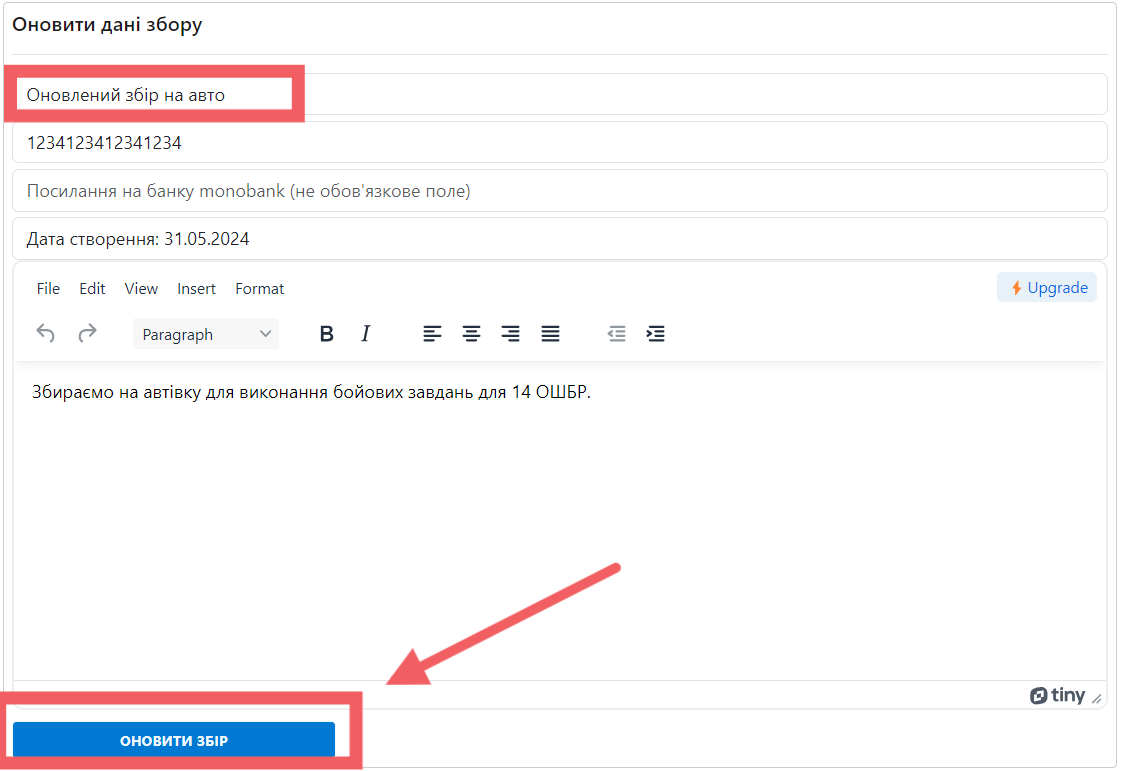 Оновити дані збору
Оновлений збір на авто
1234123412341234
Посилання на банку monobank (не обов'язкове поле)
Дата створення: 31.05.2024
File Edit View Insert Format Upgrade
Paragraph B I
Збираємо на автівку для виконання бойових завдань для 14 ОШБР.
tiny
ОНОВИТИ ЗБІР